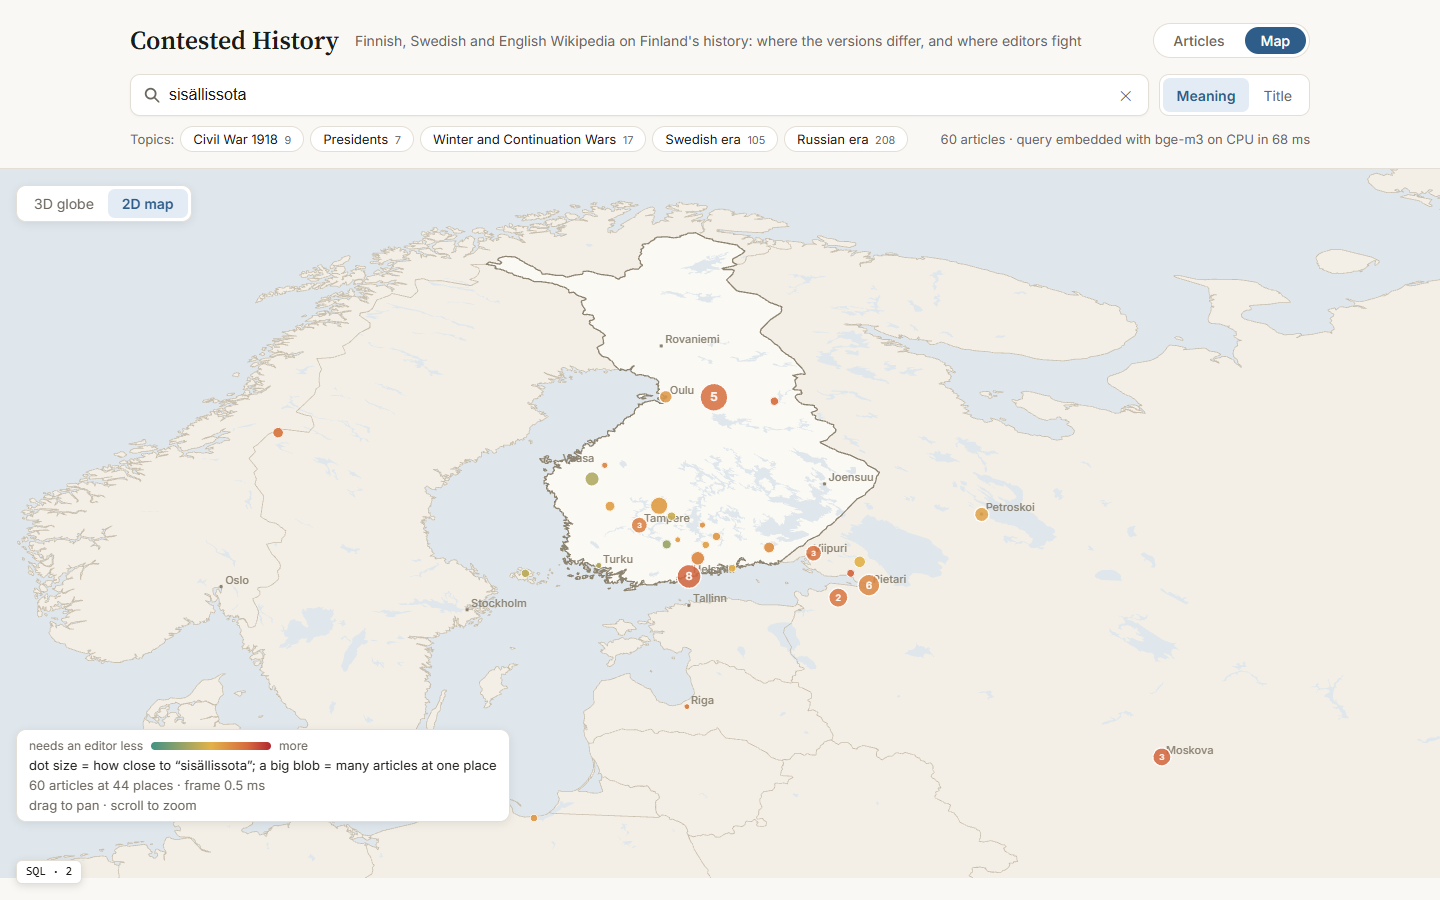 Contested History
Finnish, Swedish and English Wikipedia on Finland's history: where the versions differ, and where editors fight
Articles
Map
sisällissota
Meaning
Title
Topics:
Civil War 1918 9
Presidents 7
Winter and Continuation Wars 17
Swedish era 105
Russian era 208
60 articles · query embedded with bge-m3 on CPU in 68 ms
3D globe
2D map
Rovaniemi
Oulu
5
Joensuu
3
Petroskoi
3
Turku
8
6
Oslo
Stockholm
Tallinn
2
Riga
3
Moskova
needs an editor less
more
dot size = how close to “sisällissota”; a big blob = many articles at one place
60 articles at 44 places · frame 0.5 ms
drag to pan · scroll to zoom
SQL · 2